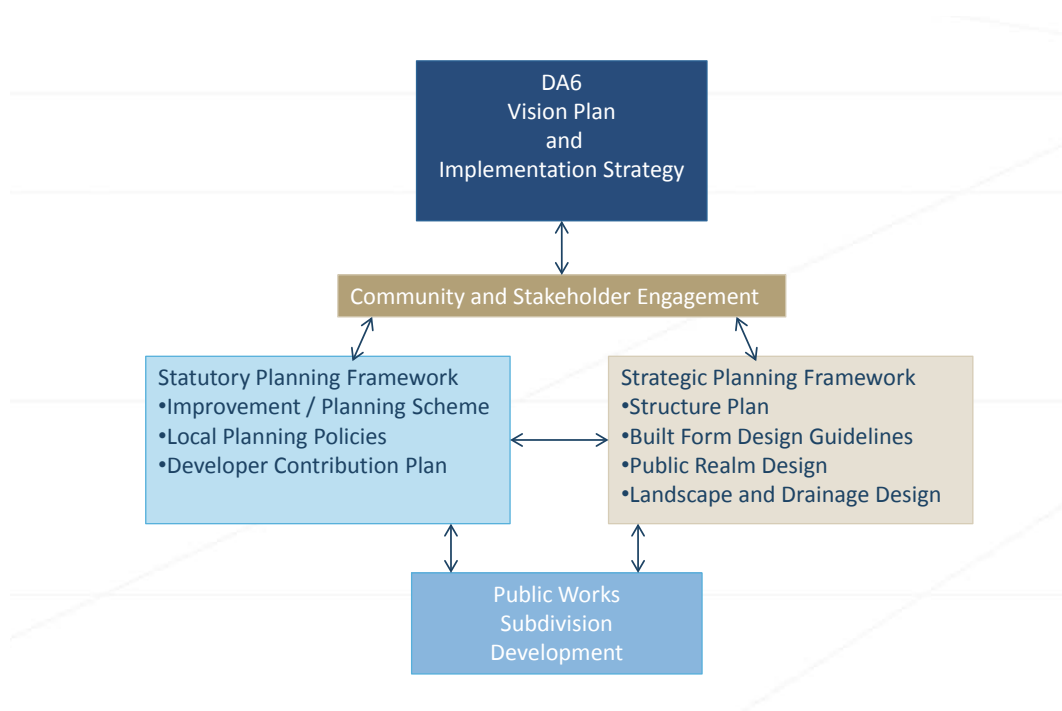 DA6
Vision Plan
and
Implementation Strategy
Community and Stakeholder Engagement
Statutory Planning Framework
•Improvement / Planning Scheme
•Local Planning Policies
•Developer Contribution Plan
Strategic Planning Framework
•Structure Plan
•Built Form Design Guidelines
•Public Realm Design
•Landscape and Drainage Design
Public Works
Subdivision
Development